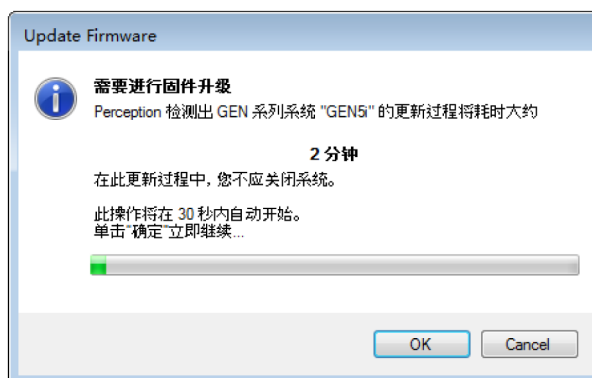 Update Firmware
需要进行固件升级
Perception 检测出 GEN 系列系统 "GEN5i" 的更新过程将耗时大约
2 分钟
在此更新过程中, 您不应关闭系统。
此操作将在 30 秒内自动开始。
单击"确定"立即继续...
OK
Cancel